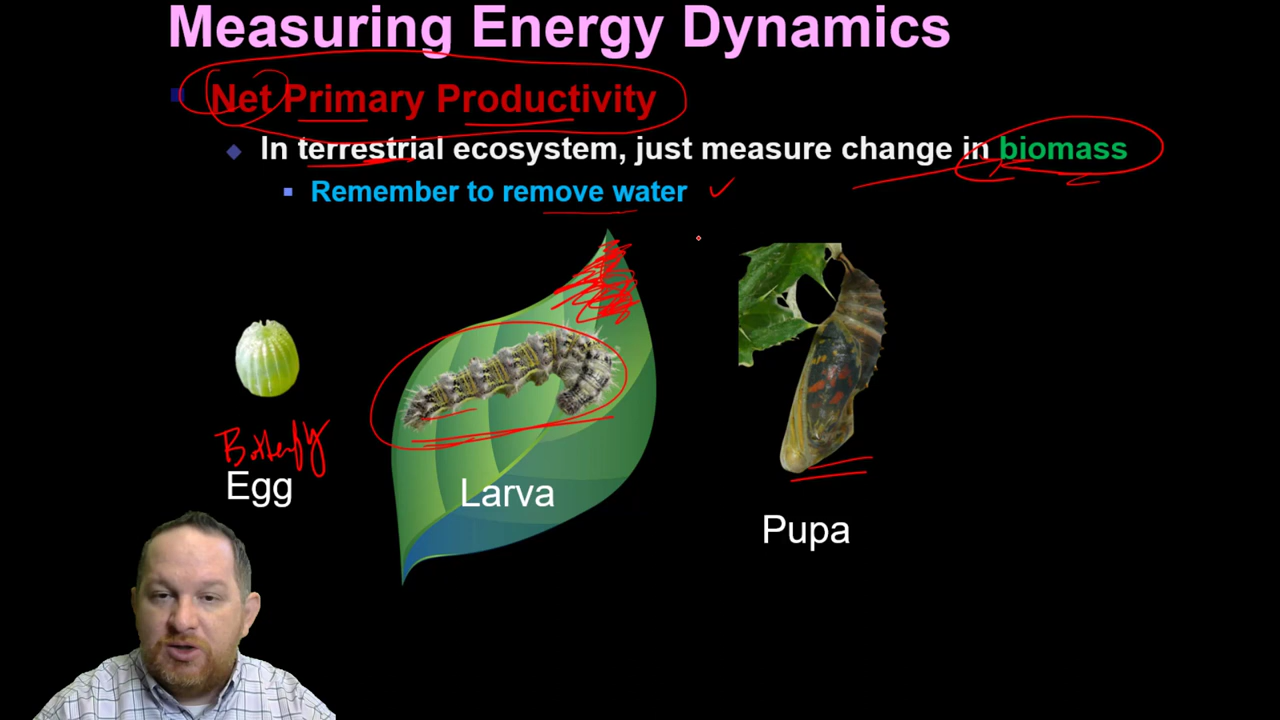 Measuring Energy Dynamics
Net Primary Productivity
In terrestrial ecosystem, just measure change in biomass
Remember to remove water
Butterfly
Egg
Larva
Pupa